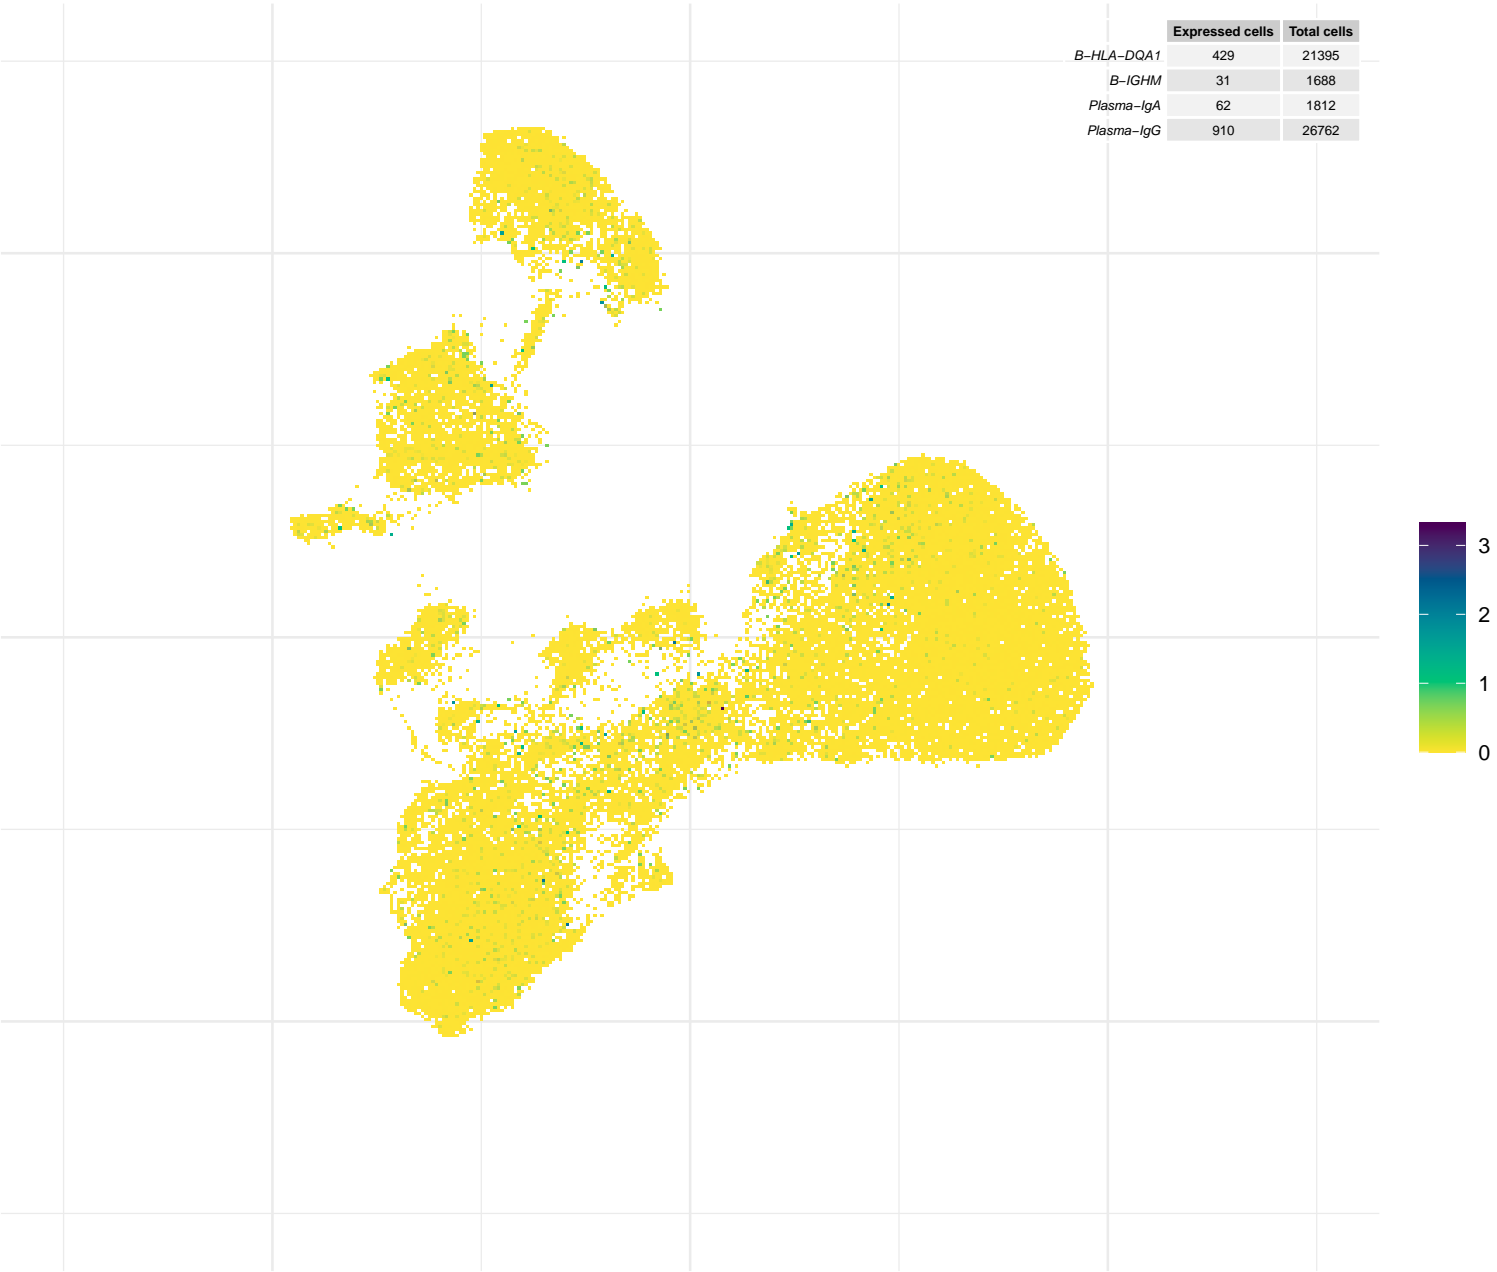 Expressed cells Total cells
B−HLA−DQA1 429 21395
B−IGHM 31 1688
Plasma−IgA 62 1812
Plasma−IgG 910 26762
3
2
1
0